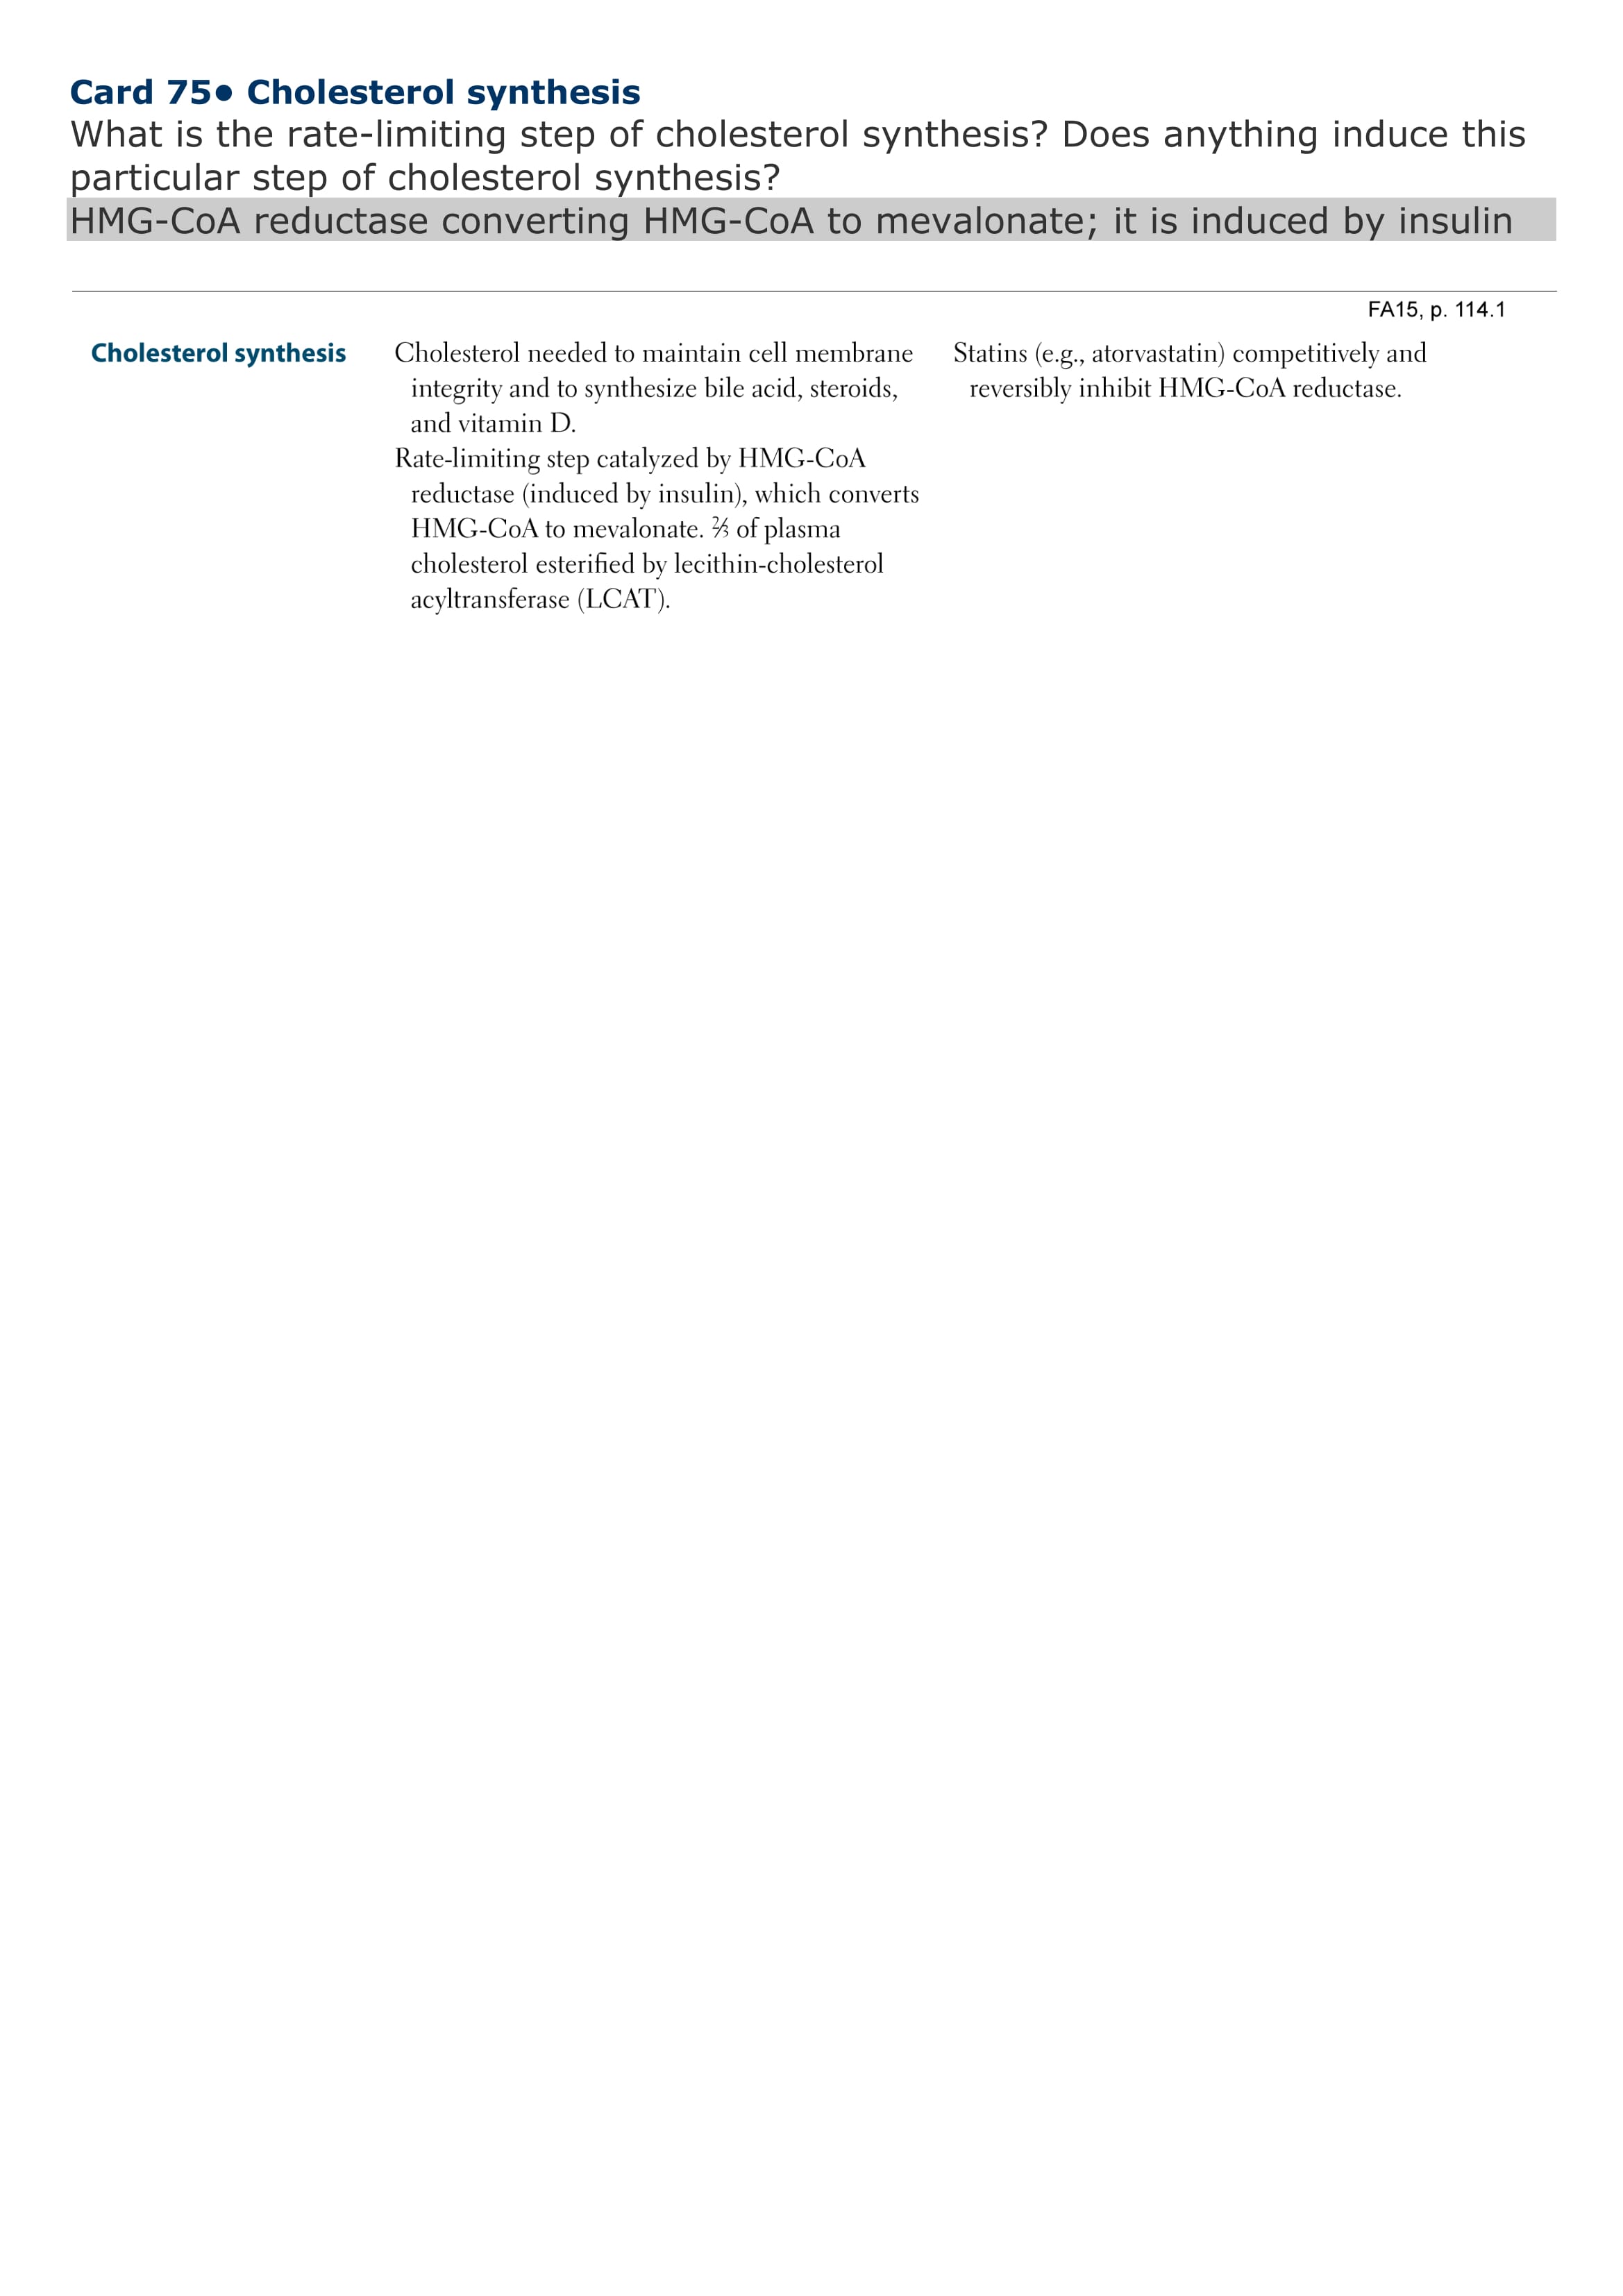 Card 75● Cholesterol synthesis
What is the rate-limiting step of cholesterol synthesis? Does anything induce this
particular step of cholesterol synthesis?
HMG-CoA reductase converting HMG-CoA to mevalonate; it is induced by insulin
FA15, p. 114.1
Cholesterol synthesis
Cholesterol needed to maintain cell membrane
integrity and to synthesize bile acid, steroids,
and vitamin D.
Rate-limiting step catalyzed by HMG-CoA
reductase (induced by insulin), which converts
HMG-CoA to mevalonate. ⅔ of plasma
cholesterol esterified by lecithin-cholesterol
acyltransferase (LCAT).
Statins (e.g., atorvastatin) competitively and
reversibly inhibit HMG-CoA reductase.